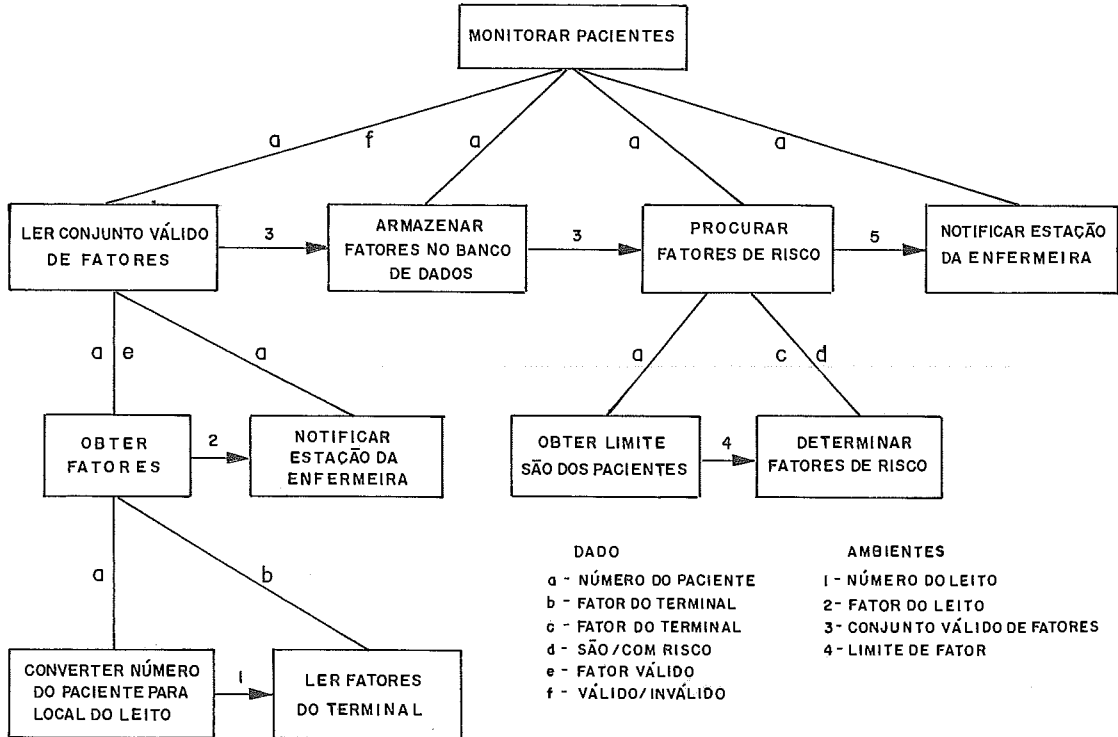 MONITORAR PACIENTES
a
f
a
a
a
LER CONJUNTO VÁLIDO
DE FATORES
3
ARMAZENAR
FATORES NO BANCO
DE DADOS
3
PROCURAR
FATORES DE RISCO
5
NOTIFICAR ESTAÇÃO
DA ENFERMEIRA
a e
a
a
c d
OBTER
FATORES
2
NOTIFICAR
ESTAÇÃO DA
ENFERMEIRA
OBTER LIMITE
SÃO DOS PACIENTES
4
DETERMINAR
FATORES DE RISCO
a
b
CONVERTER NÚMERO
DO PACIENTE PARA
LOCAL DO LEITO
1
LER FATORES
DO TERMINAL
DADO
a - NÚMERO DO PACIENTE
b - FATOR DO TERMINAL
c - FATOR DO TERMINAL
d - SÃO/COM RISCO
e - FATOR VÁLIDO
f - VÁLIDO/INVÁLIDO
AMBIENTES
1 - NÚMERO DO LEITO
2 - FATOR DO LEITO
3 - CONJUNTO VÁLIDO DE FATORES
4 - LIMITE DE FATOR